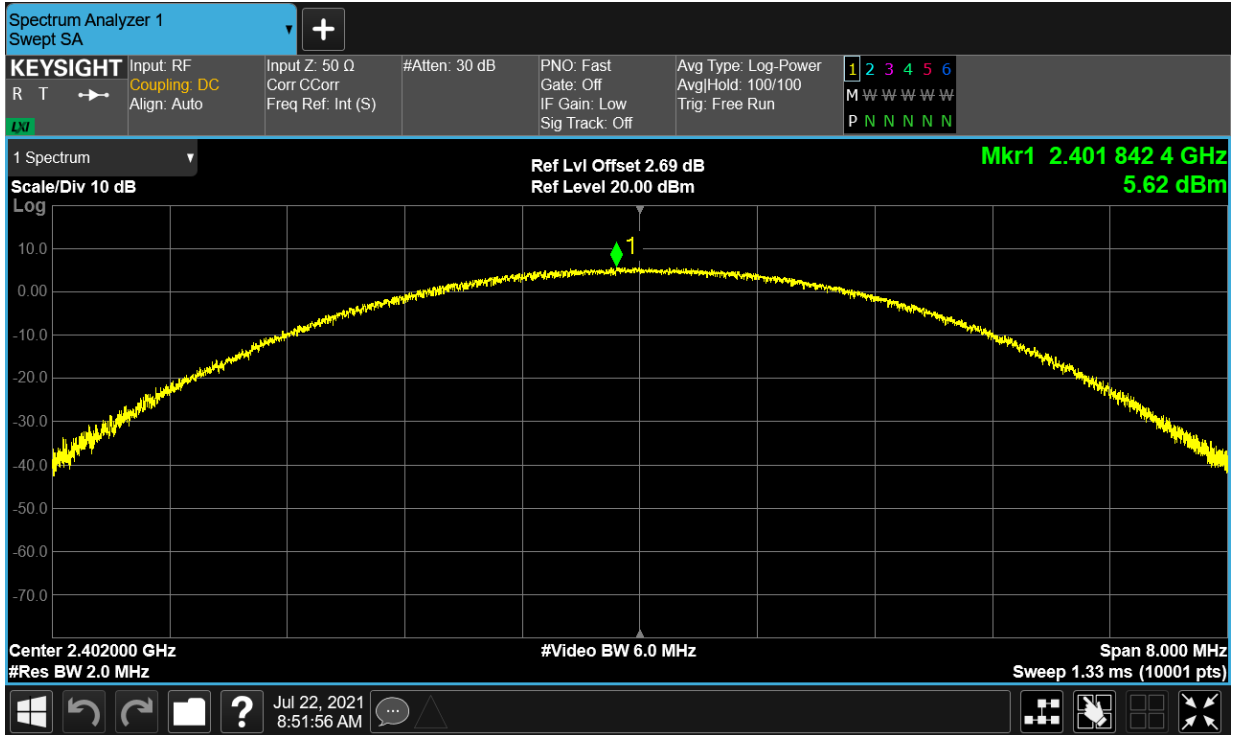 Spectrum Analyzer 1
Swept SA
+
KEYSIGHT
R T
LXI
Input: RF
Coupling: DC
Align: Auto
Input Z: 50 Ω
Corr CCorr
Freq Ref: Int (S)
#Atten: 30 dB
PNO: Fast
Gate: Off
IF Gain: Low
Sig Track: Off
Avg Type: Log-Power
Avg|Hold: 100/100
Trig: Free Run
1 2 3 4 5 6
M W W W W W
P N N N N N N
1 Spectrum
Scale/Div 10 dB
Log
Ref Lvl Offset 2.69 dB
Ref Level 20.00 dBm
Mkr1 2.401 842 4 GHz
5.62 dBm
1
10.0
0.00
-10.0
-20.0
-30.0
-40.0
-50.0
-60.0
-70.0
Center 2.402000 GHz
#Res BW 2.0 MHz
#Video BW 6.0 MHz
Span 8.000 MHz
Sweep 1.33 ms (10001 pts)
?
Jul 22, 2021
8:51:56 AM